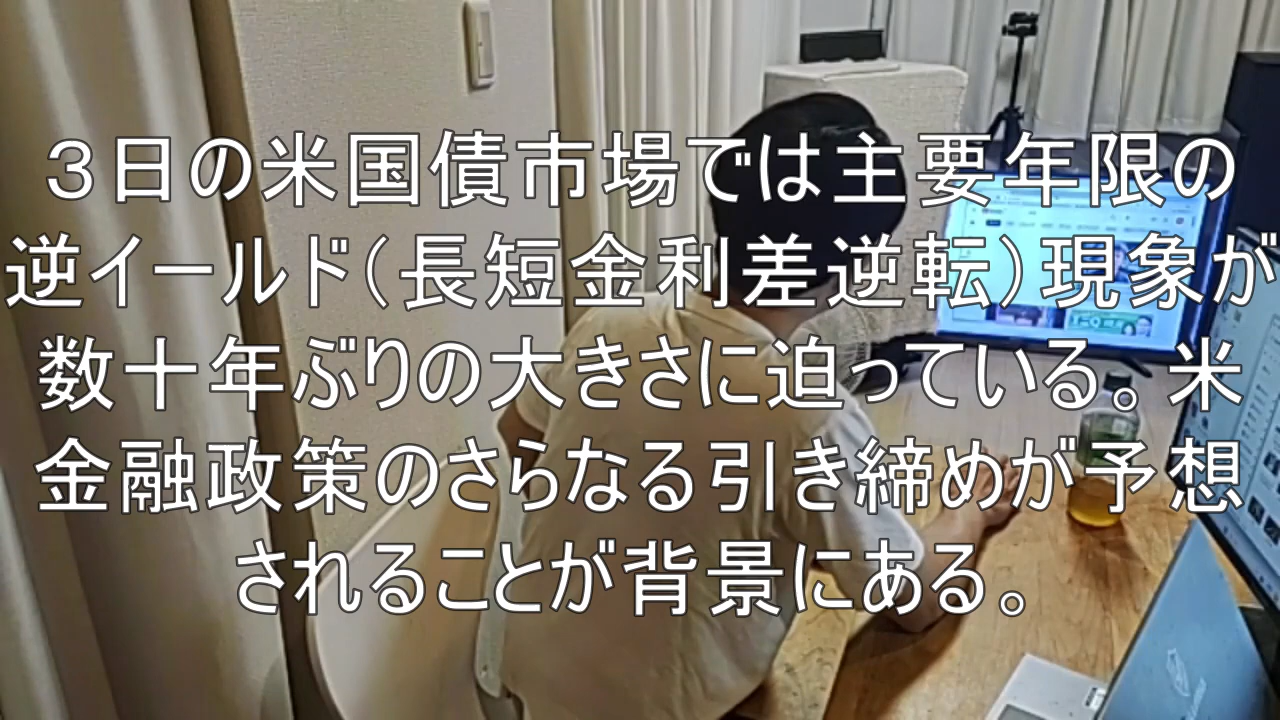 ３日の米国債市場では主要年限の
逆イールド（長短金利差逆転）現象が
数十年ぶりの大きさに迫っている。米
金融政策のさらなる引き締めが予想
されることが背景にある。